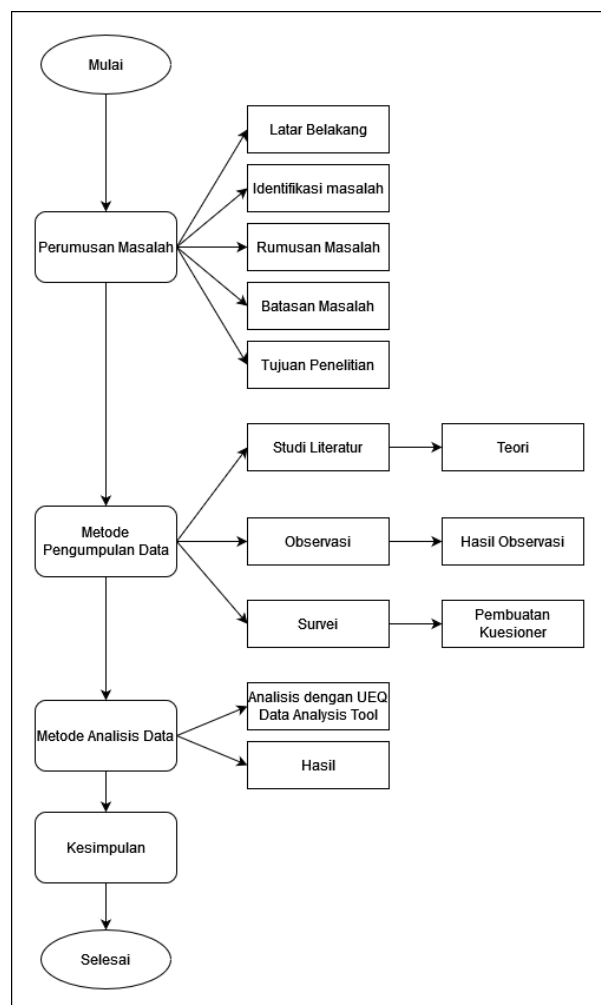 Mulai
Latar Belakang
Identifikasi masalah
Perumusan Masalah
Rumusan Masalah
Batasan Masalah
Tujuan Penelitian
Studi Literatur
Teori
Metode
Pengumpulan Data
Observasi
Hasil Observasi
Survei
Pembuatan
Kuesioner
Metode Analisis Data
Analisis dengan UEQ
Data Analysis Tool
Hasil
Kesimpulan
Selesai